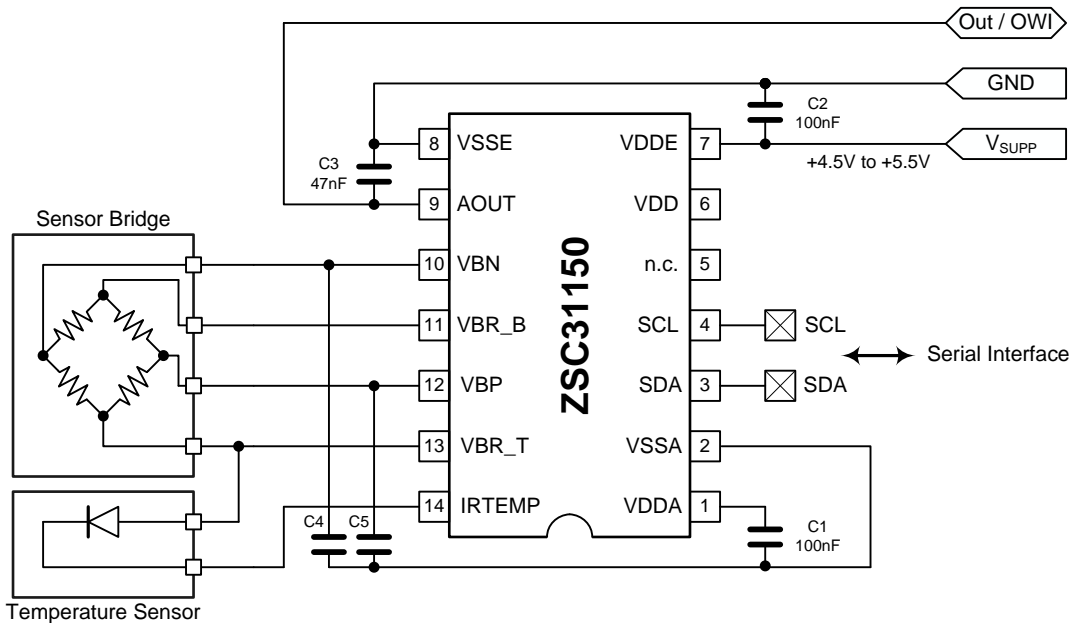 Out / OWI
GND
C2
100nF
V_SUPP
+4.5V to +5.5V
C3
47nF
8 VSSE VDDE 7
9 AOUT VDD 6
Sensor Bridge
10 VBN n.c. 5
11 VBR_B SCL 4 SCL
ZSC31150
Serial Interface
12 VBP SDA 3 SDA
13 VBR_T VSSA 2
14 IRTEMP VDDA 1
C4 C5
C1
100nF
Temperature Sensor